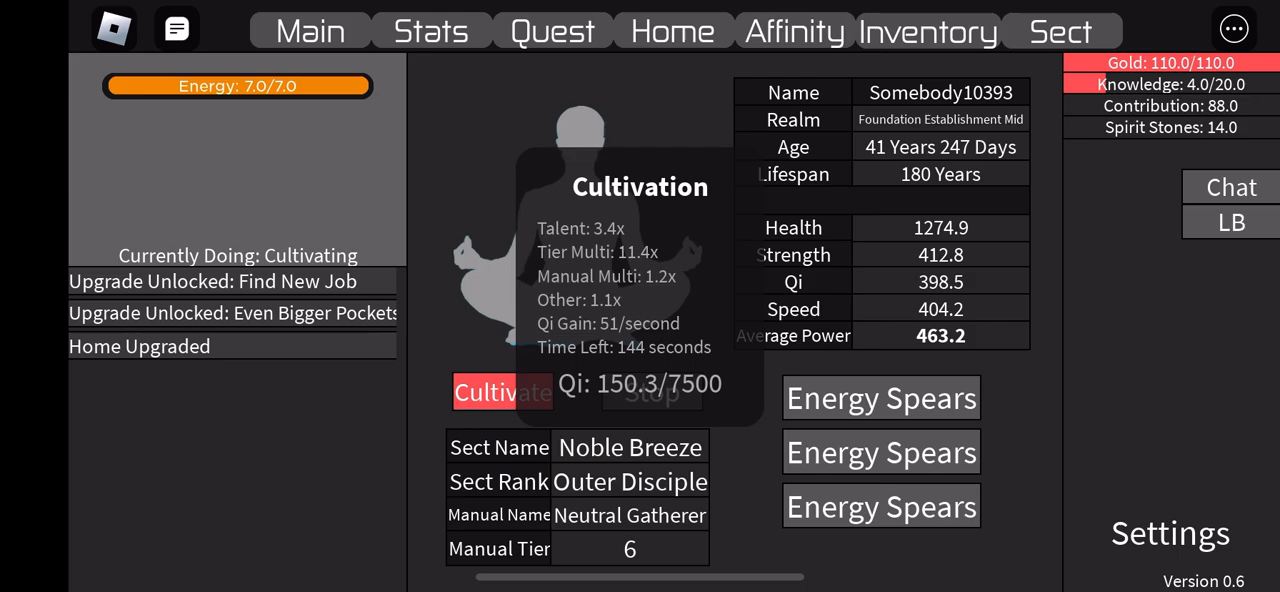 Main Stats Quest Home Affinity Inventory Sect
Energy: 7.0/7.0
Currently Doing: Cultivating
Upgrade Unlocked: Find New Job
Upgrade Unlocked: Even Bigger Pockets
Home Upgraded
Cultivation
Talent: 3.4x
Tier Multi: 11.4x
Manual Multi: 1.2x
Other: 1.1x
Qi Gain: 51/second
Time Left: 144 seconds
Qi: 150.3/7500
Cultivate Stop
Sect Name Noble Breeze
Sect Rank Outer Disciple
Manual Name Neutral Gatherer
Manual Tier 6
Name Somebody10393
Realm Foundation Establishment Mid
Age 41 Years 247 Days
Lifespan 180 Years
Health 1274.9
Strength 412.8
Qi 398.5
Speed 404.2
Average Power 463.2
Energy Spears
Energy Spears
Energy Spears
Gold: 110.0/110.0
Knowledge: 4.0/20.0
Contribution: 88.0
Spirit Stones: 14.0
Chat
LB
Settings
Version 0.6